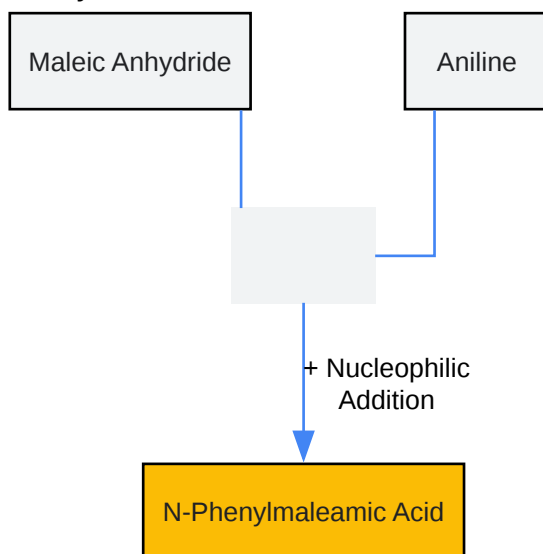 Maleic Anhydride
Aniline
+ Nucleophilic
Addition
N-Phenylmaleamic Acid